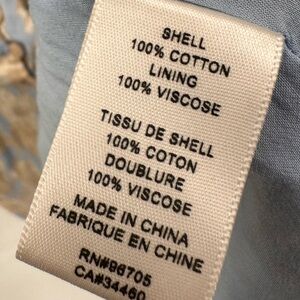 SHELL
100% COTTON
LINING
100% VISCOSE
TISSU DE SHELL
100% COTON
DOUBLURE
100% VISCOSE
MADE IN CHINA
FABRIQUE EN CHINE
RN#96705
CA#34460